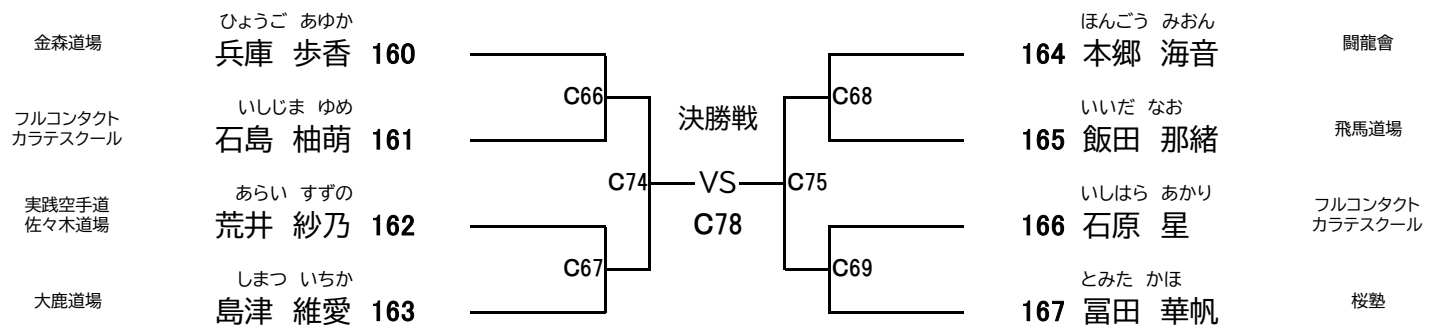 ひょうご あゆか
金森道場 兵庫 歩香 160
いしじま ゆめ
フルコンタクト
カラテスクール
石島 柚萌 161
あらい すずの
実践空手道
佐々木道場
荒井 紗乃 162
しまつ いちか
大鹿道場 島津 維愛 163
C66
C67
C74
決勝戦
VS
C78
C68
C75
C69
ほんごう みおん
164 本郷 海音 闘龍會
いいだ なお
165 飯田 那緒 飛馬道場
いしはら あかり
166 石原 星
フルコンタクト
カラテスクール
とみた かほ
167 冨田 華帆 桜塾